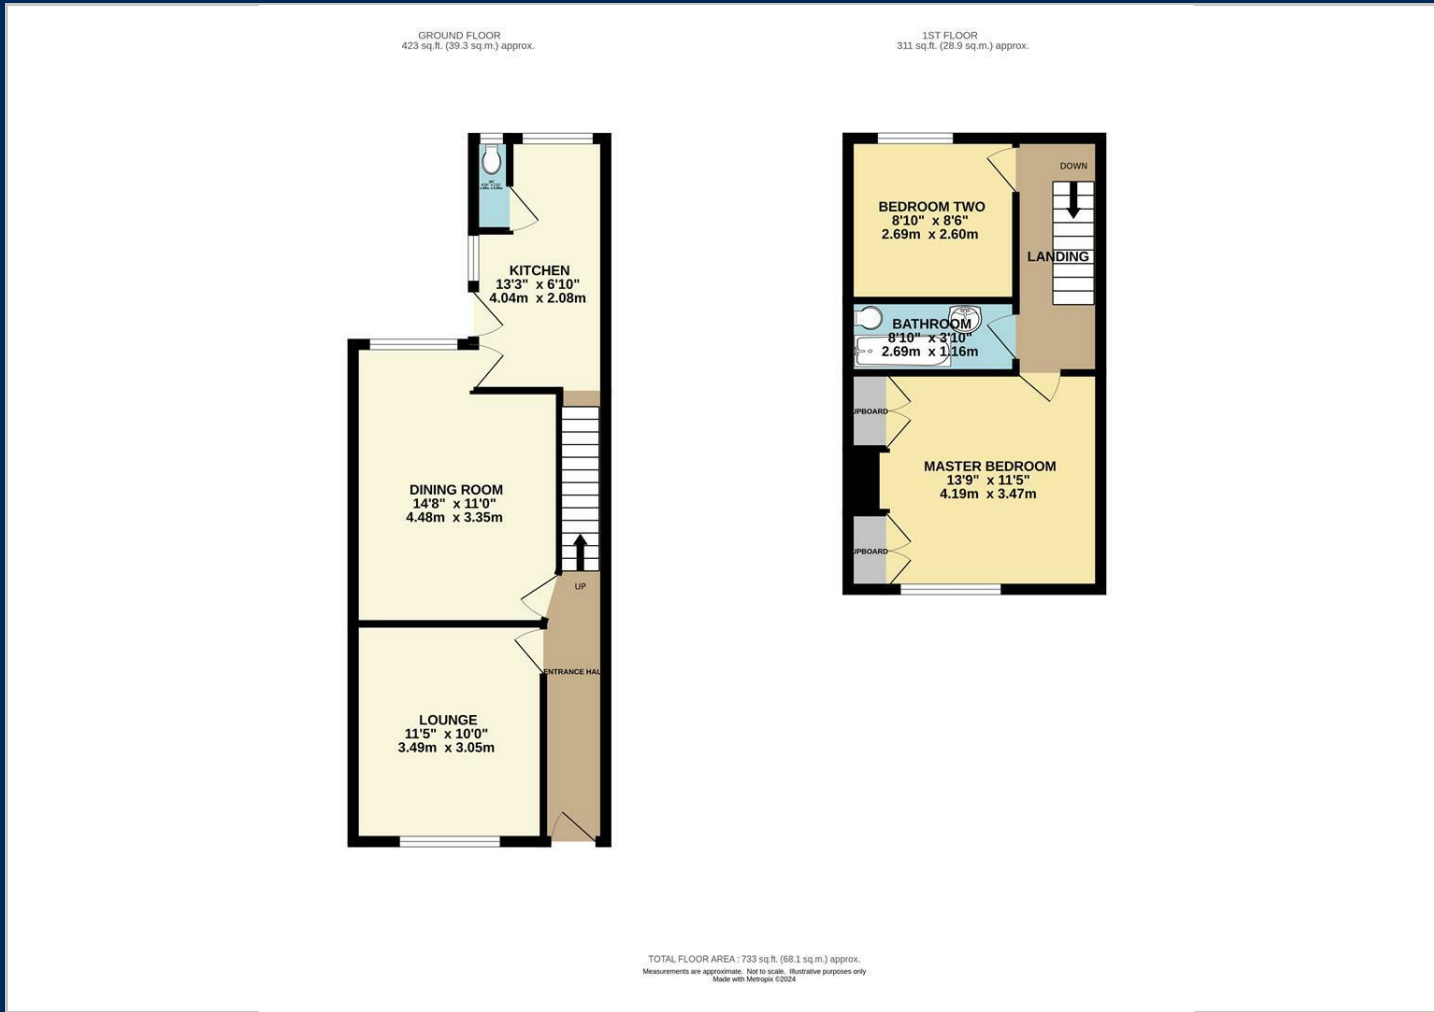 GROUND FLOOR
423 sq.ft. (39.3 sq.m.) approx.
1ST FLOOR
311 sq.ft. (28.9 sq.m.) approx.
KITCHEN
13'3" x 6'10"
4.04m x 2.08m
DINING ROOM
14'8" x 11'0"
4.48m x 3.35m
UP
ENTRANCE HAL
LOUNGE
11'5" x 10'0"
3.49m x 3.05m
DOWN
BEDROOM TWO
8'10" x 8'6"
2.69m x 2.60m
LANDING
BATHROOM
8'10" x 3'10"
2.69m x 1.16m
UPBOARD
MASTER BEDROOM
13'9" x 11'5"
4.19m x 3.47m
UPBOARD
TOTAL FLOOR AREA : 733 sq.ft. (68.1 sq.m.) approx.
Measurements are approximate. Not to scale. Illustrative purposes only
Made with Metropix ©2024